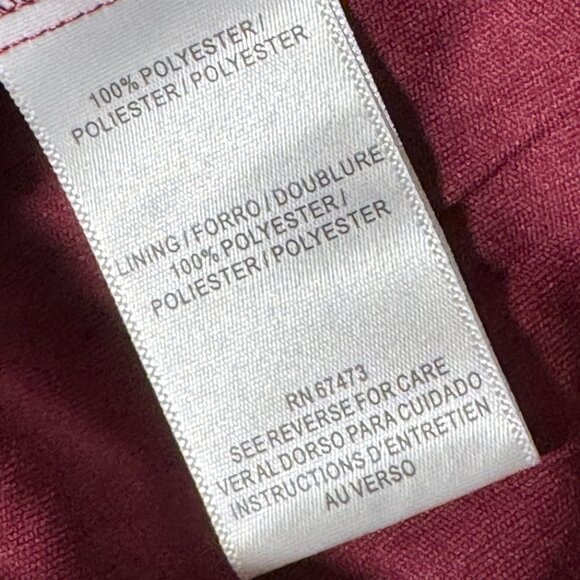 100% POLYESTER /
POLIESTER / POLYESTER
LINING / FORRO / DOUBLURE
100% POLYESTER /
POLIESTER / POLYESTER
RN 67473
SEE REVERSE FOR CARE
VER AL DORSO PARA CUIDADO
INSTRUCTIONS D'ENTRETIEN
AU VERSO